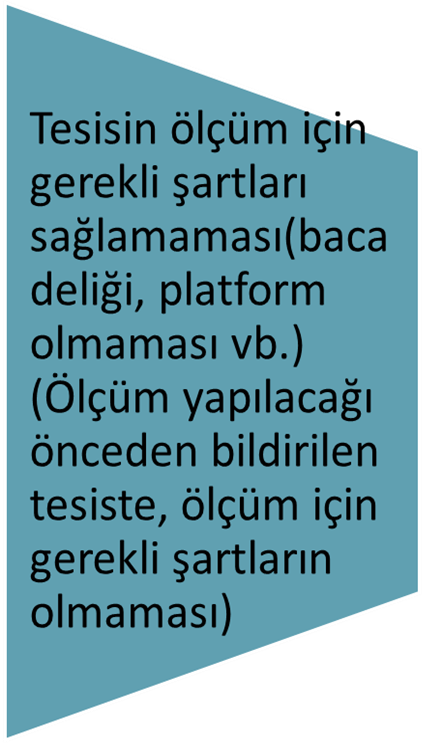 Tesisin ölçüm için
gerekli şartları
sağlamaması(baca
deliği, platform
olmaması vb.)
(Ölçüm yapılacağı
önceden bildirilen
tesiste, ölçüm için
gerekli şartların
olmaması)